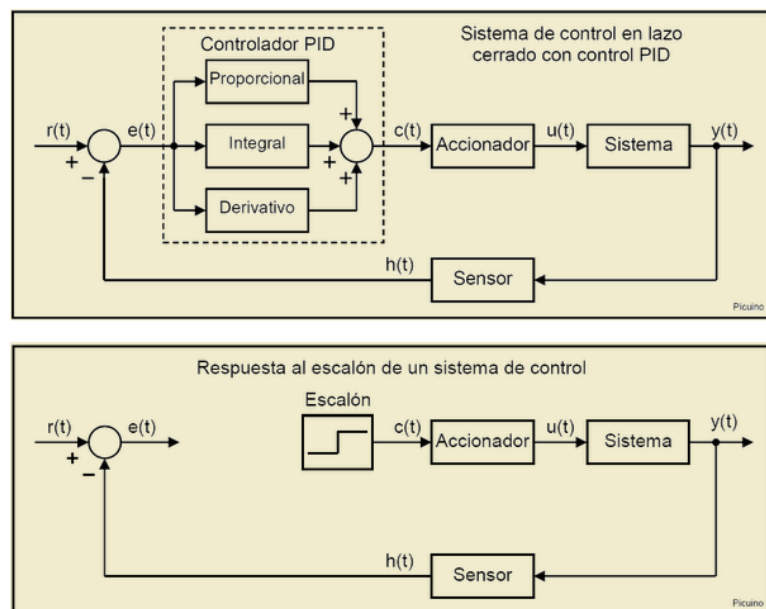 Controlador PID
Sistema de control en lazo
cerrado con control PID
Proporcional
r(t)
e(t)
Integral
c(t)
Accionador
u(t)
Sistema
y(t)
+
−
+
+
+
Derivativo
h(t)
Sensor
Picuino
Respuesta al escalón de un sistema de control
Escalón
r(t)
e(t)
c(t)
Accionador
u(t)
Sistema
y(t)
+
−
h(t)
Sensor
Picuino